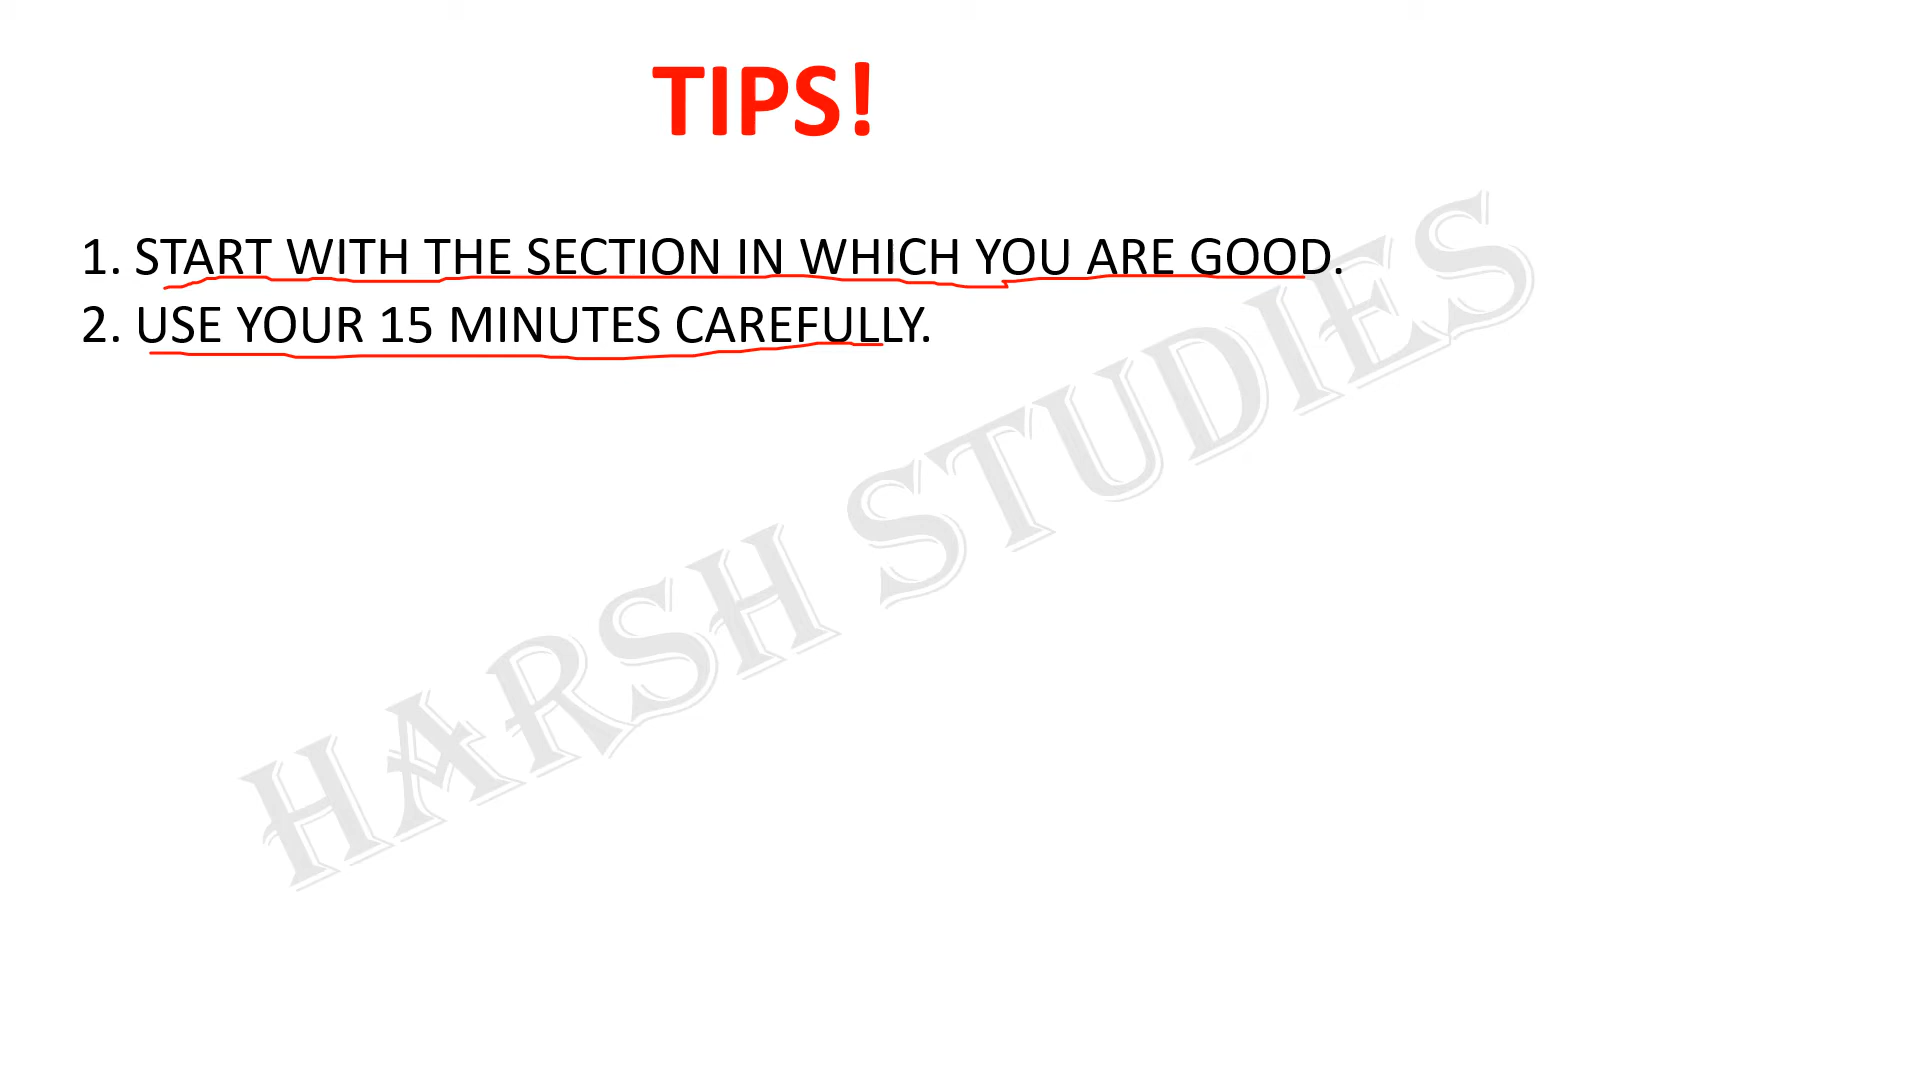 TIPS!
1. START WITH THE SECTION IN WHICH YOU ARE GOOD.
2. USE YOUR 15 MINUTES CAREFULLY.
HARSH STUDIES